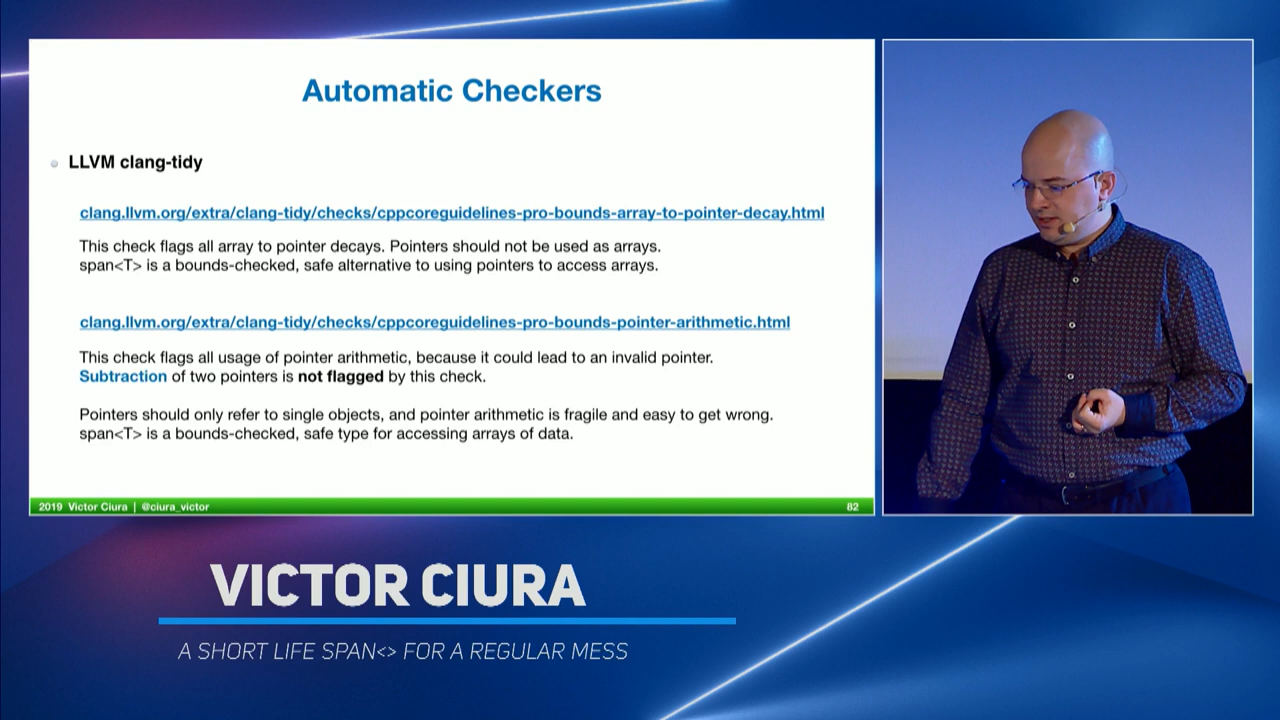 Automatic Checkers
LLVM clang-tidy
clang.llvm.org/extra/clang-tidy/checks/cppcoreguidelines-pro-bounds-array-to-pointer-decay.html
This check flags all array to pointer decays. Pointers should not be used as arrays.
span<T> is a bounds-checked, safe alternative to using pointers to access arrays.
clang.llvm.org/extra/clang-tidy/checks/cppcoreguidelines-pro-bounds-pointer-arithmetic.html
This check flags all usage of pointer arithmetic, because it could lead to an invalid pointer.
Subtraction of two pointers is not flagged by this check.
Pointers should only refer to single objects, and pointer arithmetic is fragile and easy to get wrong.
span<T> is a bounds-checked, safe type for accessing arrays of data.
2019 Victor Ciura | @ciura_victor
82
VICTOR CIURA
A SHORT LIFE SPAN<> FOR A REGULAR MESS